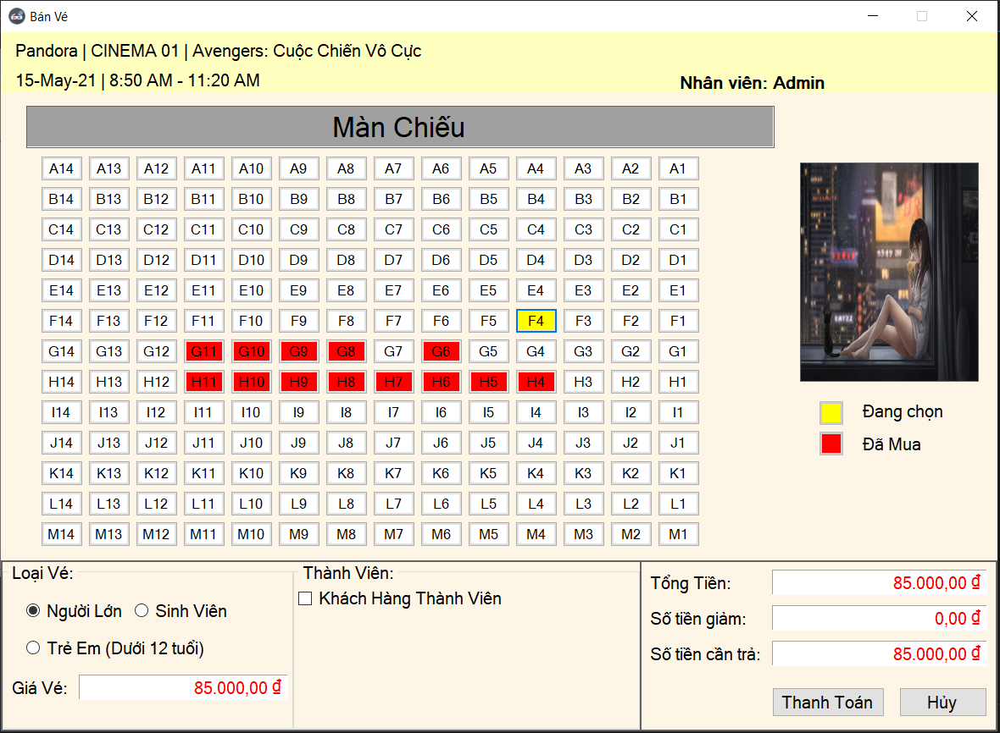 Bán Vé
Pandora | CINEMA 01 | Avengers: Cuộc Chiến Vô Cực
15-May-21 | 8:50 AM - 11:20 AM
Nhân viên: Admin
Màn Chiếu
A14 A13 A12 A11 A10 A9 A8 A7 A6 A5 A4 A3 A2 A1
B14 B13 B12 B11 B10 B9 B8 B7 B6 B5 B4 B3 B2 B1
C14 C13 C12 C11 C10 C9 C8 C7 C6 C5 C4 C3 C2 C1
D14 D13 D12 D11 D10 D9 D8 D7 D6 D5 D4 D3 D2 D1
E14 E13 E12 E11 E10 E9 E8 E7 E6 E5 E4 E3 E2 E1
F14 F13 F12 F11 F10 F9 F8 F7 F6 F5 F4 F3 F2 F1
G14 G13 G12 G11 G10 G9 G8 G7 G6 G5 G4 G3 G2 G1
H14 H13 H12 H11 H10 H9 H8 H7 H6 H5 H4 H3 H2 H1
I14 I13 I12 I11 I10 I9 I8 I7 I6 I5 I4 I3 I2 I1
J14 J13 J12 J11 J10 J9 J8 J7 J6 J5 J4 J3 J2 J1
K14 K13 K12 K11 K10 K9 K8 K7 K6 K5 K4 K3 K2 K1
L14 L13 L12 L11 L10 L9 L8 L7 L6 L5 L4 L3 L2 L1
M14 M13 M12 M11 M10 M9 M8 M7 M6 M5 M4 M3 M2 M1
Đang chọn
Đã Mua
Loại Vé:
Người Lớn Sinh Viên
Trẻ Em (Dưới 12 tuổi)
Giá Vé: 85.000,00 ₫
Thành Viên:
Khách Hàng Thành Viên
Tổng Tiền: 85.000,00 ₫
Số tiền giảm: 0,00 ₫
Số tiền cần trả: 85.000,00 ₫
Thanh Toán Hủy